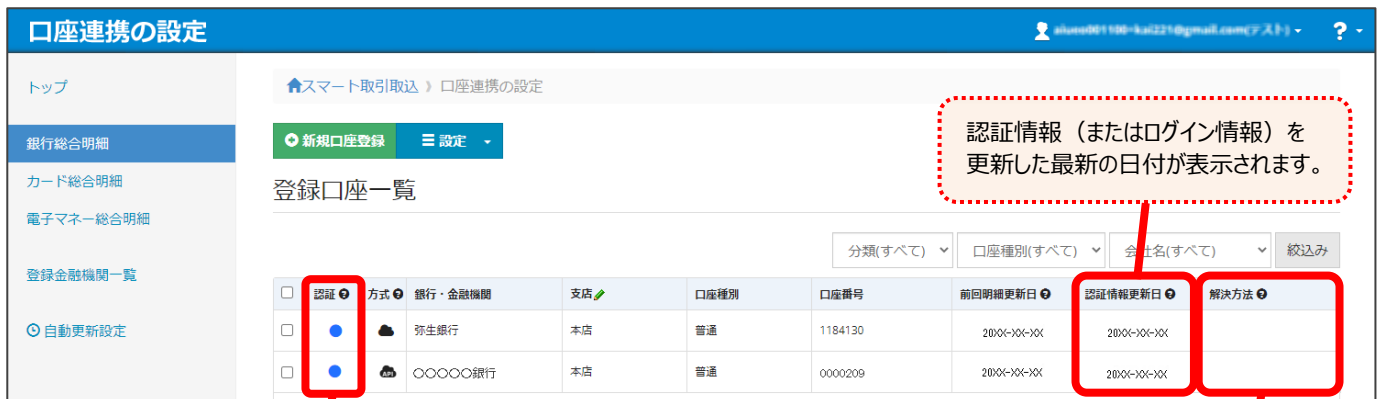 口座連携の設定
(テスト)
?
トップ
スマート取引取込 》 口座連携の設定
認証情報（またはログイン情報）を
更新した最新の日付が表示されます。
銀行総合明細
新規口座登録 設定
カード総合明細
登録口座一覧
電子マネー総合明細
分類(すべて) 口座種別(すべて) 会社名(すべて) 絞込み
登録金融機関一覧
認証 ? 方式 ? 銀行・金融機関 支店 口座種別 口座番号 前回明細更新日 ? 認証情報更新日 ? 解決方法 ?
自動更新設定
弥生銀行 本店 普通 1184130 20XX-XX-XX 20XX-XX-XX
API 〇〇〇〇〇銀行 本店 普通 0000209 20XX-XX-XX 20XX-XX-XX